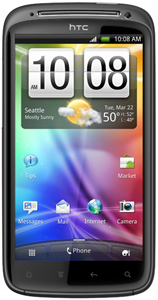 hTC
10:08 AM
10 08
Seattle
Mostly Sunny
Tue, Mar 22
50°
Tips
Market
Messages
Internet
Camera
Phone